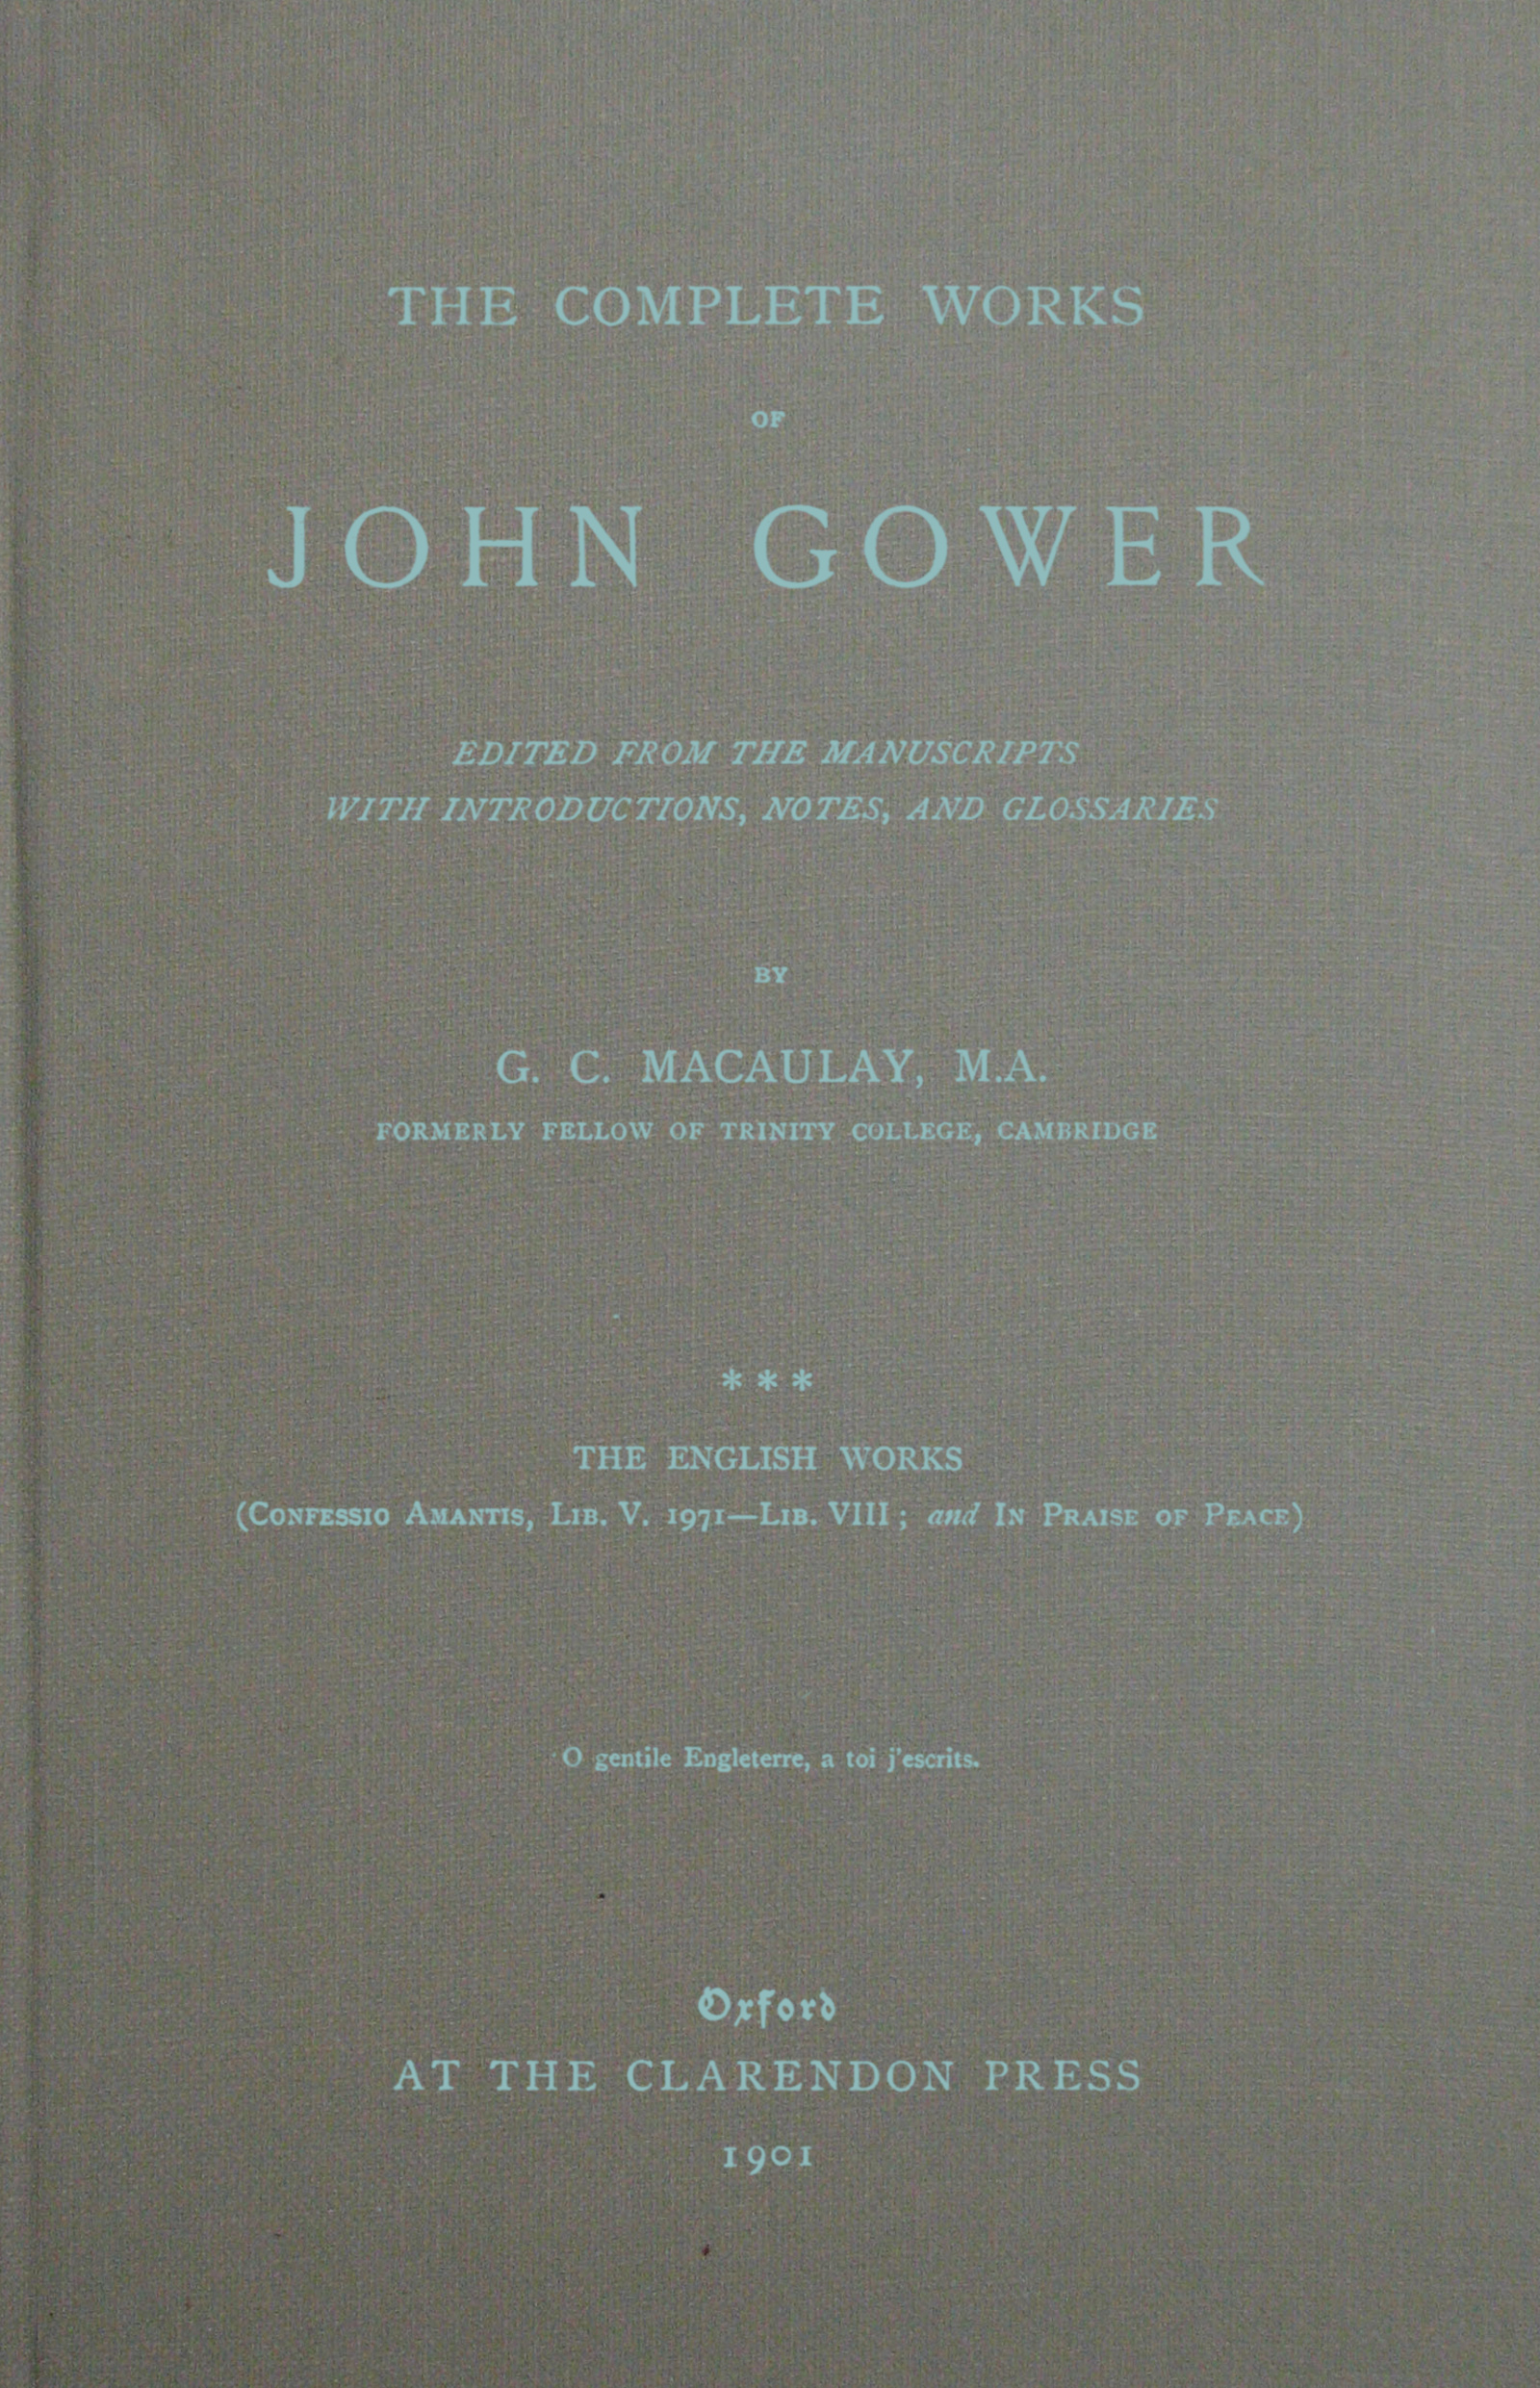 THE COMPLETE WORKS
OF
JOHN GOWER
EDITED FROM THE MANUSCRIPTS
WITH INTRODUCTIONS, NOTES, AND GLOSSARIES
BY
G. C. MACAULAY, M.A.
FORMERLY FELLOW OF TRINITY COLLEGE, CAMBRIDGE
* * *
THE ENGLISH WORKS
(CONFESSIO AMANTIS, LIB. V. 1971—LIB. VIII; and IN PRAISE OF PEACE)
O gentile Engleterre, a toi j'escrits.
Oxford
AT THE CLARENDON PRESS
1901